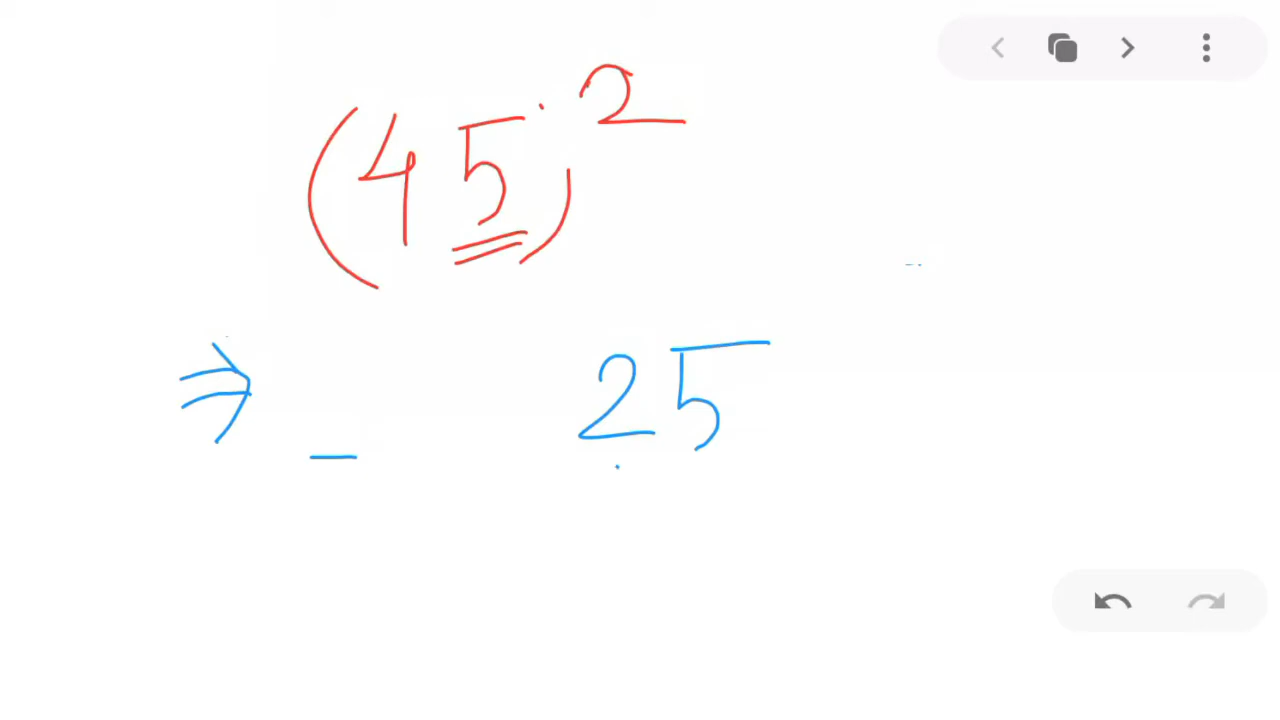 (45)²
⇒ _ 25